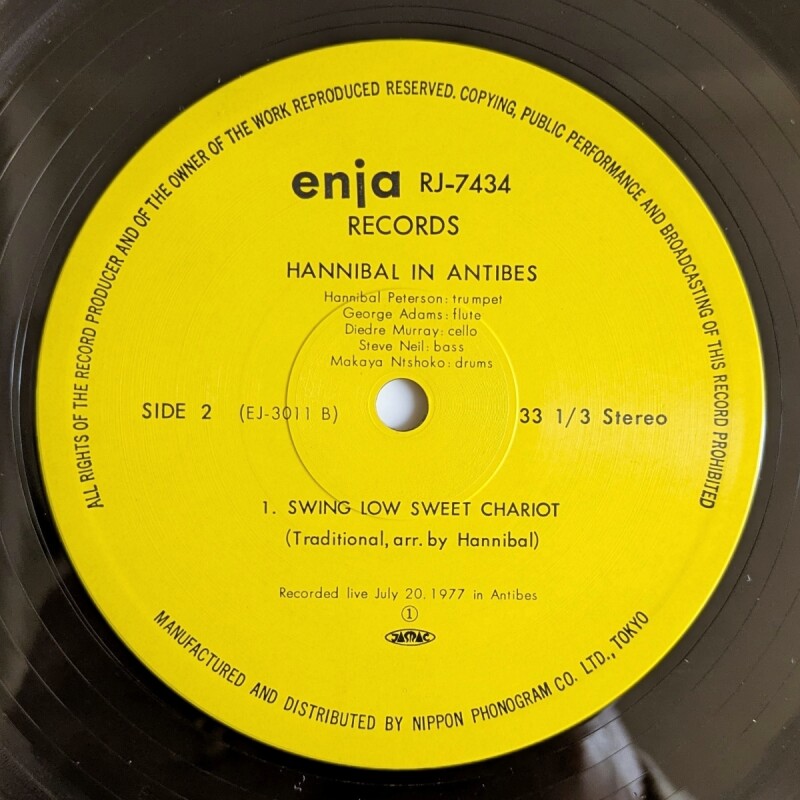 ALL RIGHTS OF THE RECORD PRODUCER AND OF THE OWNER OF THE WORK REPRODUCED RESERVED. COPYING, PUBLIC PERFORMANCE AND BROADCASTING OF THIS RECORD PROHIBITED
enja RJ-7434
RECORDS
HANNIBAL IN ANTIBES
Hannibal Peterson: trumpet
George Adams: flute
Diedre Murray: cello
Steve Neil: bass
Makaya Ntshoko: drums
SIDE 2 (EJ-3011 B) 33 1/3 Stereo
1. SWING LOW SWEET CHARIOT
(Traditional, arr. by Hannibal)
Recorded live July 20. 1977 in Antibes
①
JASRAC
MANUFACTURED AND DISTRIBUTED BY NIPPON PHONOGRAM CO. LTD., TOKYO